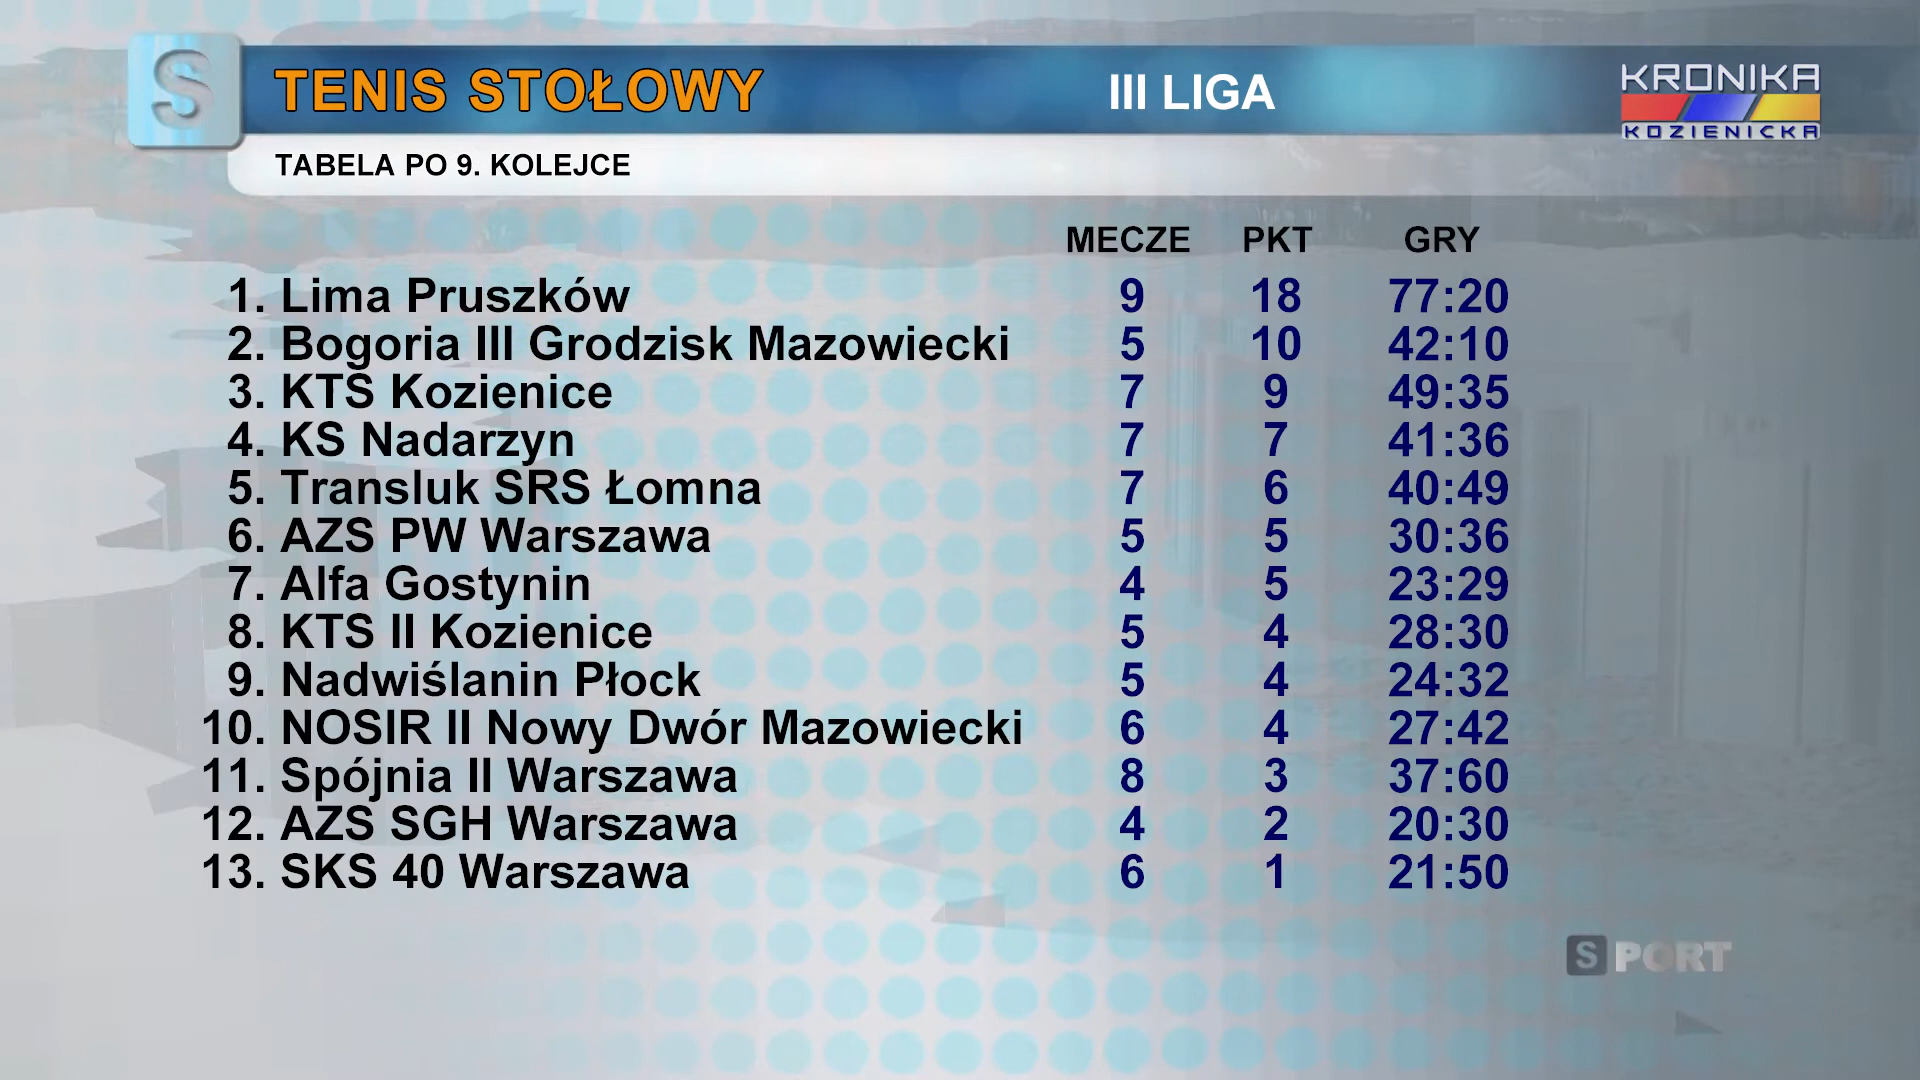 S TENIS STOŁOWY III LIGA KRONIKA KOZIENICKA
TABELA PO 9. KOLEJCE
MECZE PKT GRY
1. Lima Pruszków 9 18 77:20
2. Bogoria III Grodzisk Mazowiecki 5 10 42:10
3. KTS Kozienice 7 9 49:35
4. KS Nadarzyn 7 7 41:36
5. Transluk SRS Łomna 7 6 40:49
6. AZS PW Warszawa 5 5 30:36
7. Alfa Gostynin 4 5 23:29
8. KTS II Kozienice 5 4 28:30
9. Nadwiślanin Płock 5 4 24:32
10. NOSIR II Nowy Dwór Mazowiecki 6 4 27:42
11. Spójnia II Warszawa 8 3 37:60
12. AZS SGH Warszawa 4 2 20:30
13. SKS 40 Warszawa 6 1 21:50
SPORT